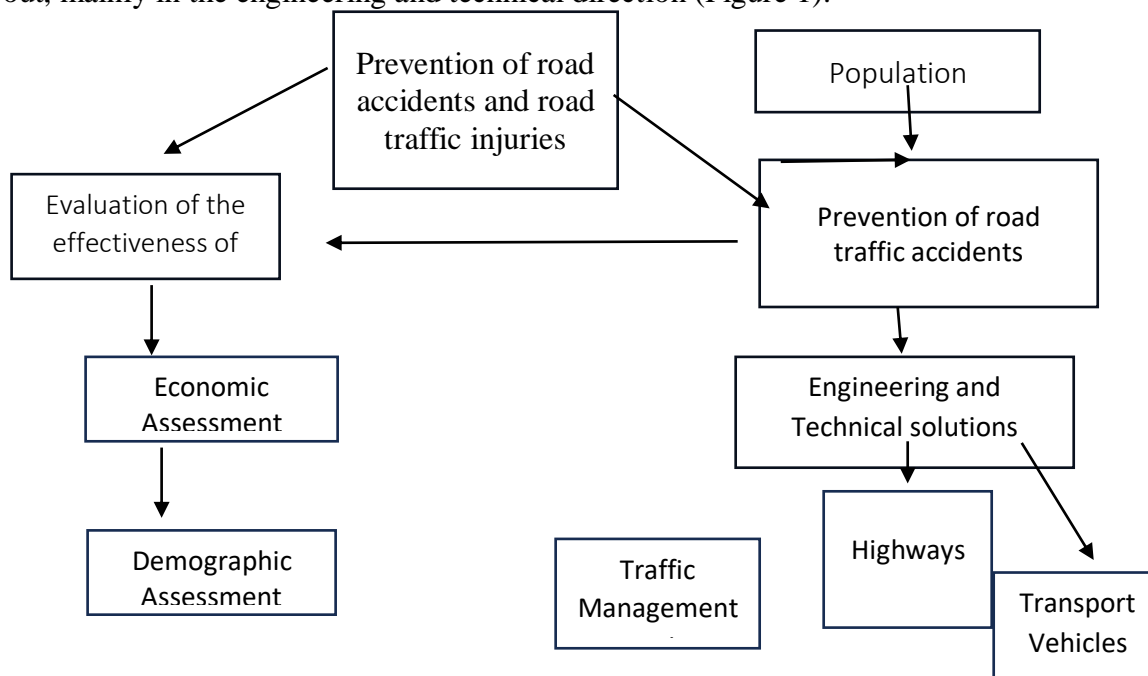 out, mainly in the engineering and technical direction (Figure 1).
Prevention of road
accidents and road
traffic injuries
Population
Evaluation of the
effectiveness of
Prevention of road
traffic accidents
Economic
Assessment
Engineering and
Technical solutions
Demographic
Assessment
Traffic
Management
Highways
Transport
Vehicles